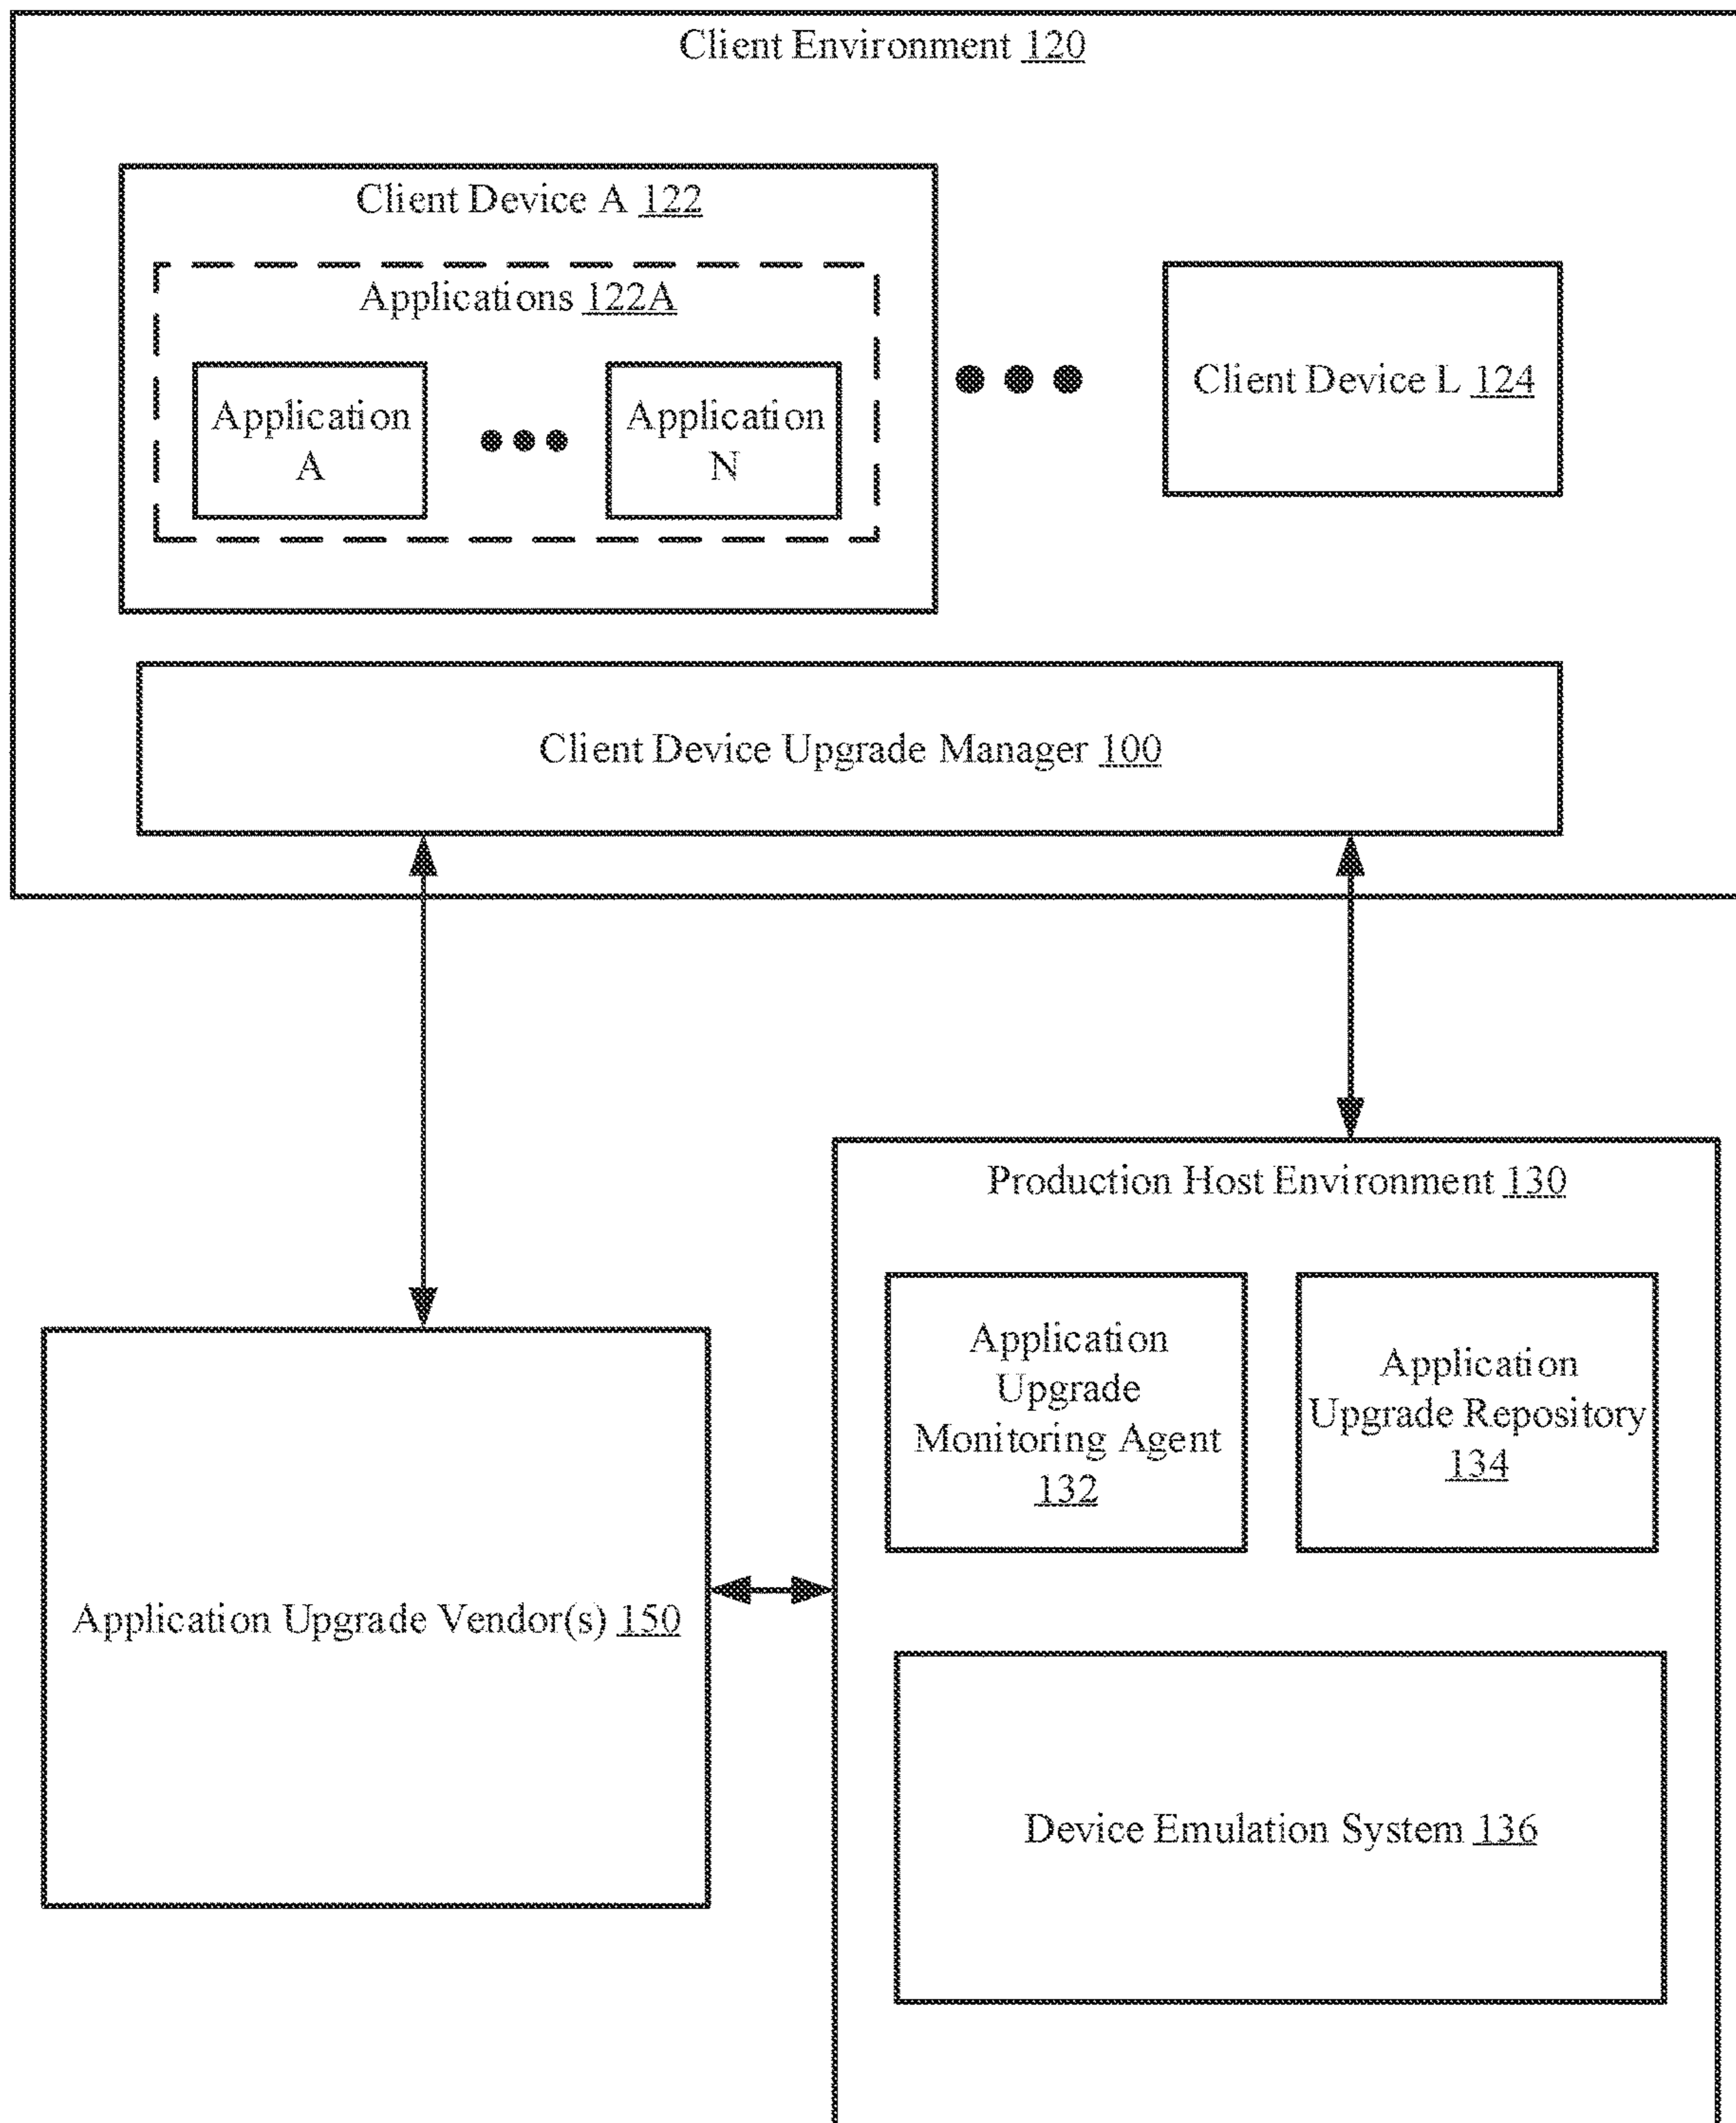 Client Environment 120
Client Device A 122
Applications 122A
Application
A
Application
N
Client Device L 124
Client Device Upgrade Manager 100
Production Host Environment 130
Application
Upgrade
Monitoring Agent
132
Application
Upgrade Repository
134
Application Upgrade Vendor(s) 150
Device Emulation System 136